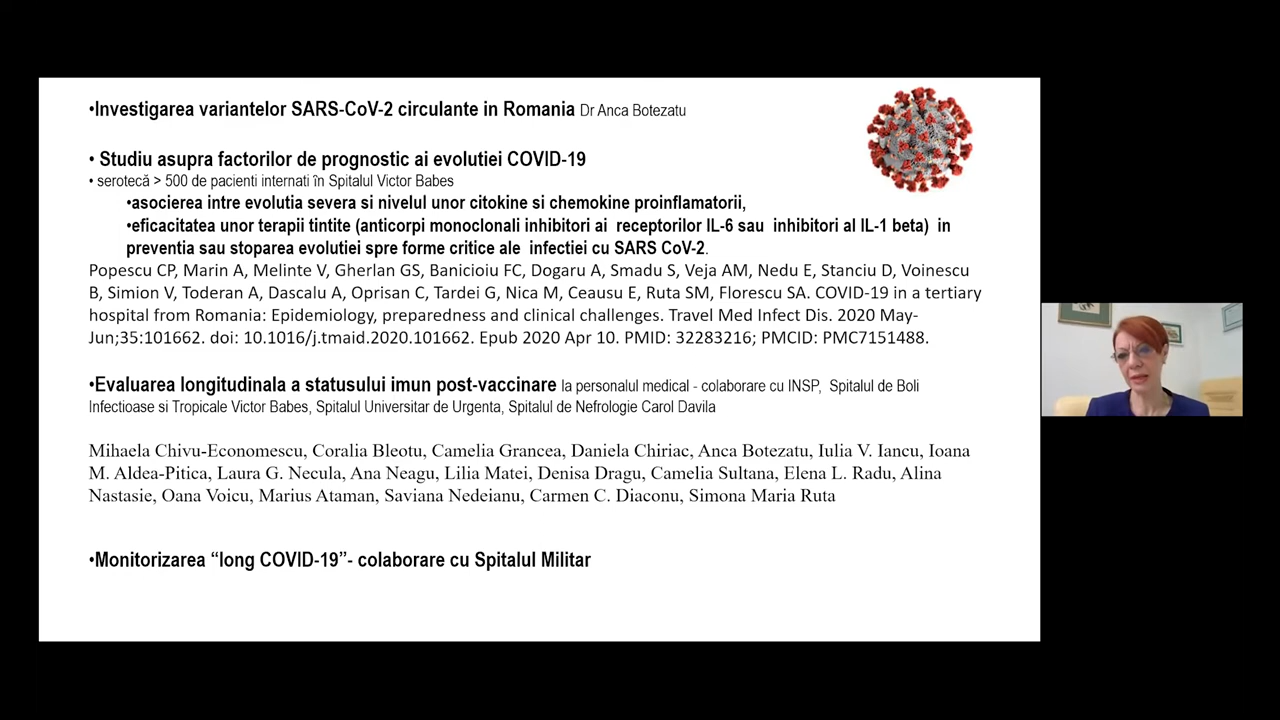 •Investigarea variantelor SARS-CoV-2 circulante in Romania Dr Anca Botezatu
• Studiu asupra factorilor de prognostic ai evolutiei COVID-19
• serotecă > 500 de pacienti internati în Spitalul Victor Babes
•asocierea intre evolutia severa si nivelul unor citokine si chemokine proinflamatorii,
•eficacitatea unor terapii tintite (anticorpi monoclonali inhibitori ai receptorilor IL-6 sau inhibitori al IL-1 beta) in
preventia sau stoparea evolutiei spre forme critice ale infectiei cu SARS CoV-2.
Popescu CP, Marin A, Melinte V, Gherlan GS, Banicioiu FC, Dogaru A, Smadu S, Veja AM, Nedu E, Stanciu D, Voinescu
B, Simion V, Toderan A, Dascalu A, Oprisan C, Tardei G, Nica M, Ceausu E, Ruta SM, Florescu SA. COVID-19 in a tertiary
hospital from Romania: Epidemiology, preparedness and clinical challenges. Travel Med Infect Dis. 2020 May-
Jun;35:101662. doi: 10.1016/j.tmaid.2020.101662. Epub 2020 Apr 10. PMID: 32283216; PMCID: PMC7151488.
•Evaluarea longitudinala a statusului imun post-vaccinare la personalul medical - colaborare cu INSP, Spitalul de Boli
Infectioase si Tropicale Victor Babes, Spitalul Universitar de Urgenta, Spitalul de Nefrologie Carol Davila
Mihaela Chivu-Economescu, Coralia Bleotu, Camelia Grancea, Daniela Chiriac, Anca Botezatu, Iulia V. Iancu, Ioana
M. Aldea-Pitica, Laura G. Necula, Ana Neagu, Lilia Matei, Denisa Dragu, Camelia Sultana, Elena L. Radu, Alina
Nastasie, Oana Voicu, Marius Ataman, Saviana Nedeianu, Carmen C. Diaconu, Simona Maria Ruta
•Monitorizarea “long COVID-19”- colaborare cu Spitalul Militar